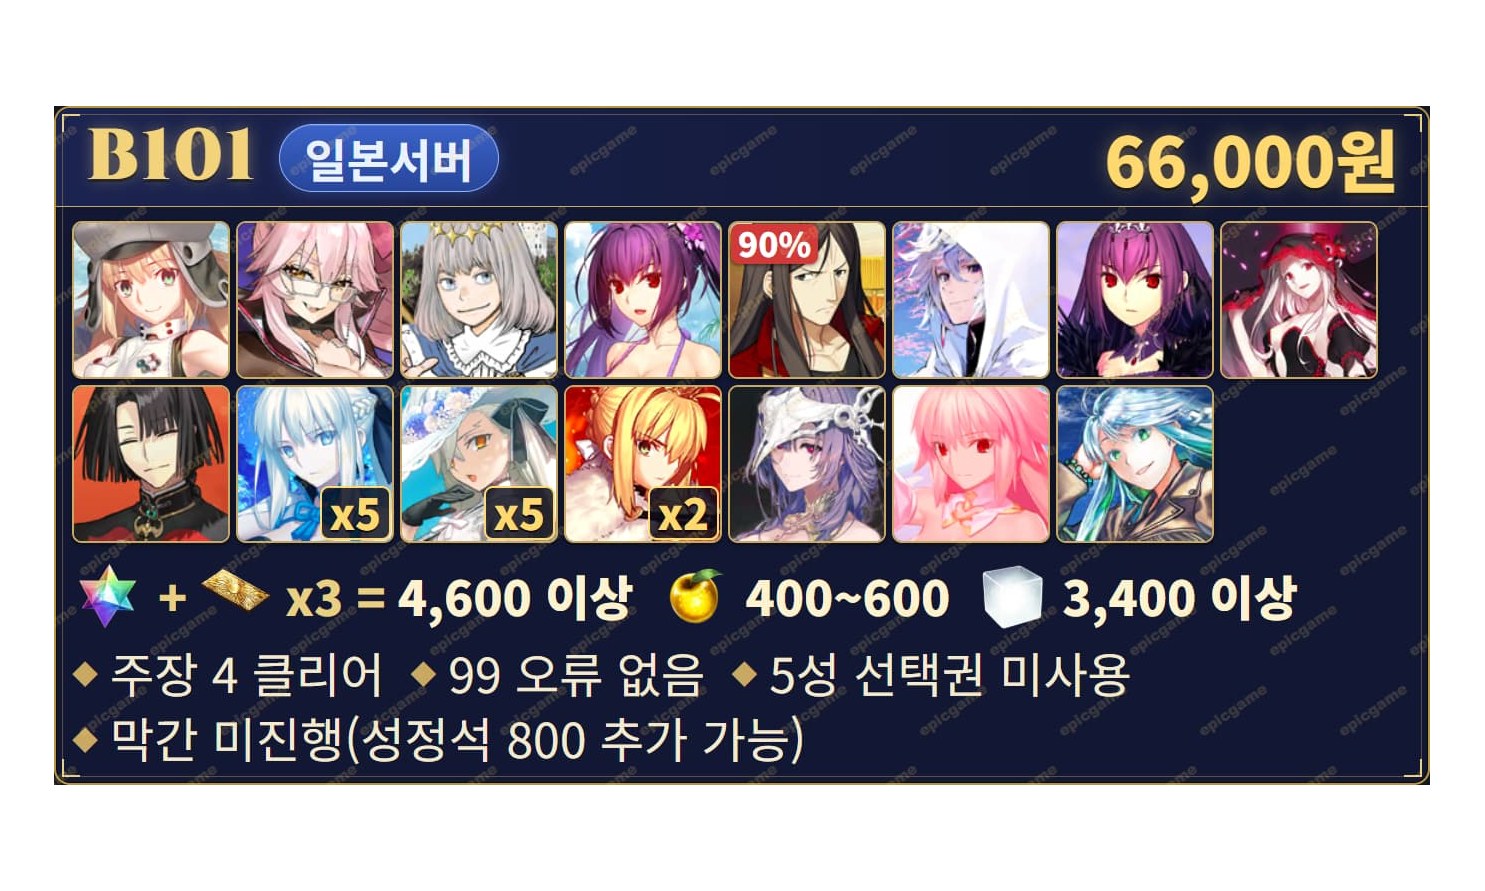 B101 일본서버 66,000원
90%
x5 x5 x2
+ x3 = 4,600 이상 400~600 3,400 이상
◆ 주장 4 클리어 ◆ 99 오류 없음 ◆ 5성 선택권 미사용
◆ 막간 미진행(성정석 800 추가 가능)
epicgame